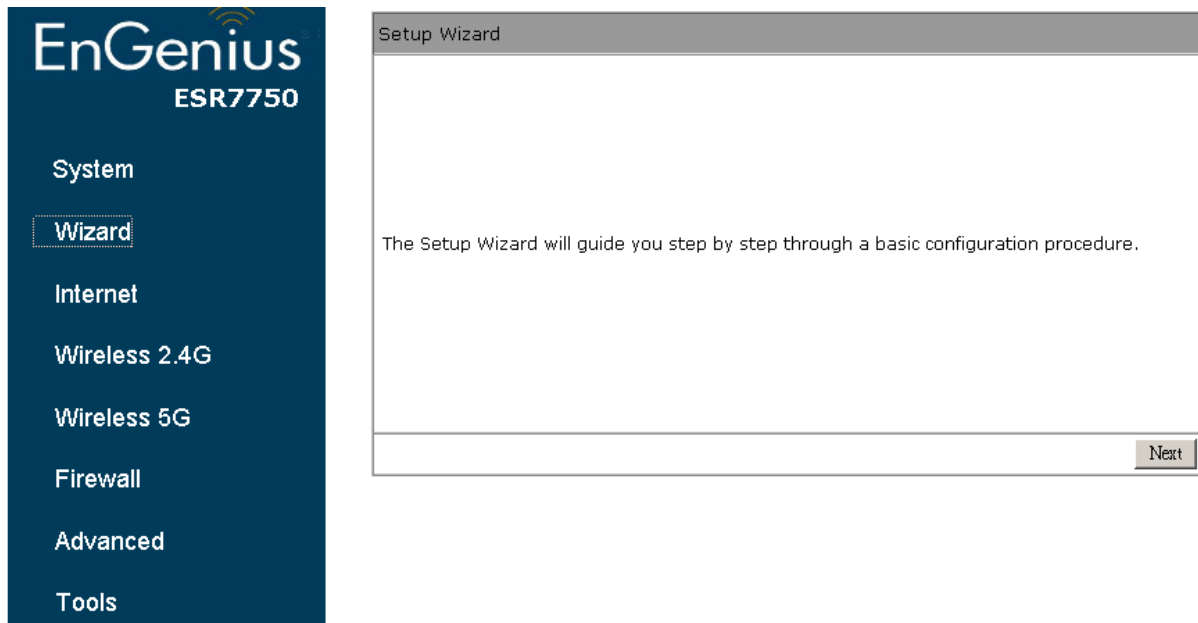 EnGenius
ESR7750
System
Wizard
Internet
Wireless 2.4G
Wireless 5G
Firewall
Advanced
Tools
Setup Wizard
The Setup Wizard will guide you step by step through a basic configuration procedure.
Next